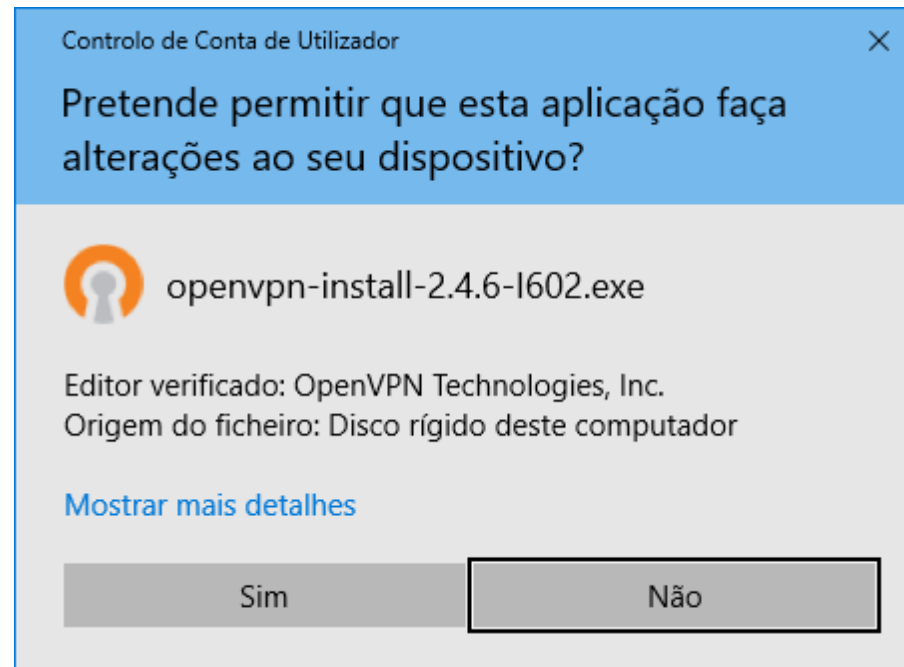 Controlo de Conta de Utilizador
Pretende permitir que esta aplicação faça
alterações ao seu dispositivo?
openvpn-install-2.4.6-I602.exe
Editor verificado: OpenVPN Technologies, Inc.
Origem do ficheiro: Disco rígido deste computador
Mostrar mais detalhes
Sim
Não